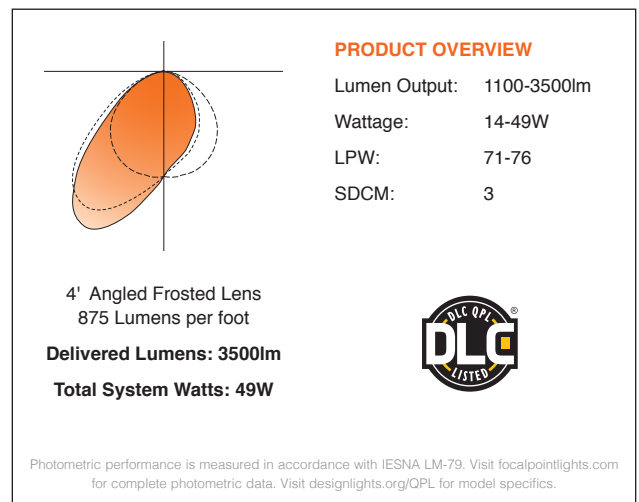 PRODUCT OVERVIEW
Lumen Output: 1100-3500lm
Wattage: 14-49W
LPW: 71-76
SDCM: 3
4' Angled Frosted Lens
875 Lumens per foot
Delivered Lumens: 3500lm
Total System Watts: 49W
DLC QPL
DLC
LISTED
®
Photometric performance is measured in accordance with IESNA LM-79. Visit focalpointlights.com
for complete photometric data. Visit designlights.org/QPL for model specifics.